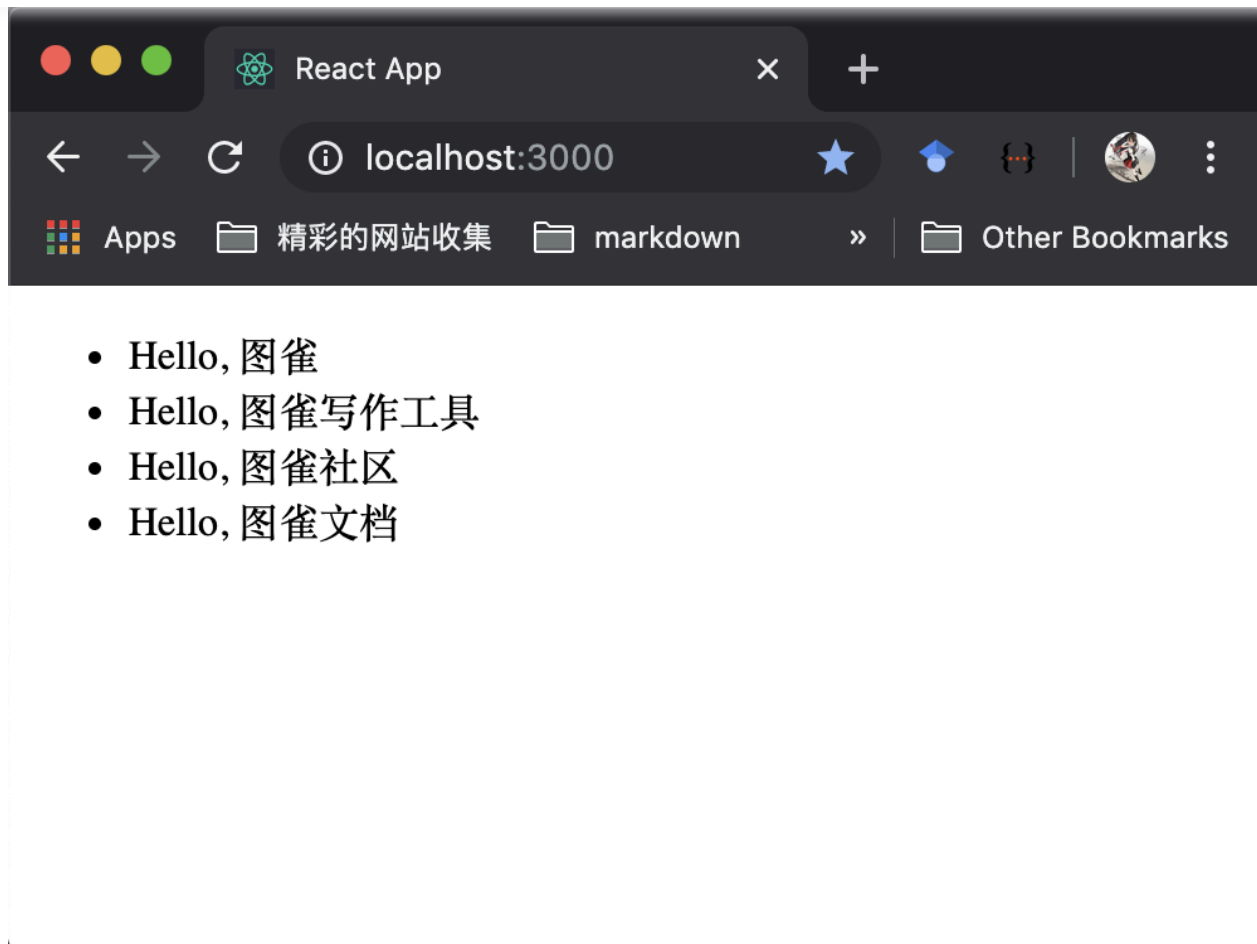 React App
localhost:3000
Apps 精彩的网站收集 markdown » Other Bookmarks
Hello, 图雀
Hello, 图雀写作工具
Hello, 图雀社区
Hello, 图雀文档